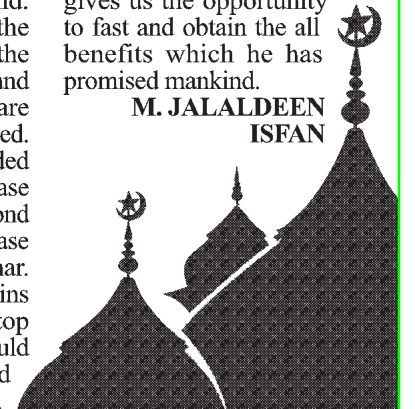 nd.
the
the
and
are
ed.
ded
ase
ond
ase
nar.
ins
top
uld
d
gives us the opportunity
to fast and obtain the all
benefits which he has
promised mankind.
M. JALALDEEN
ISFAN